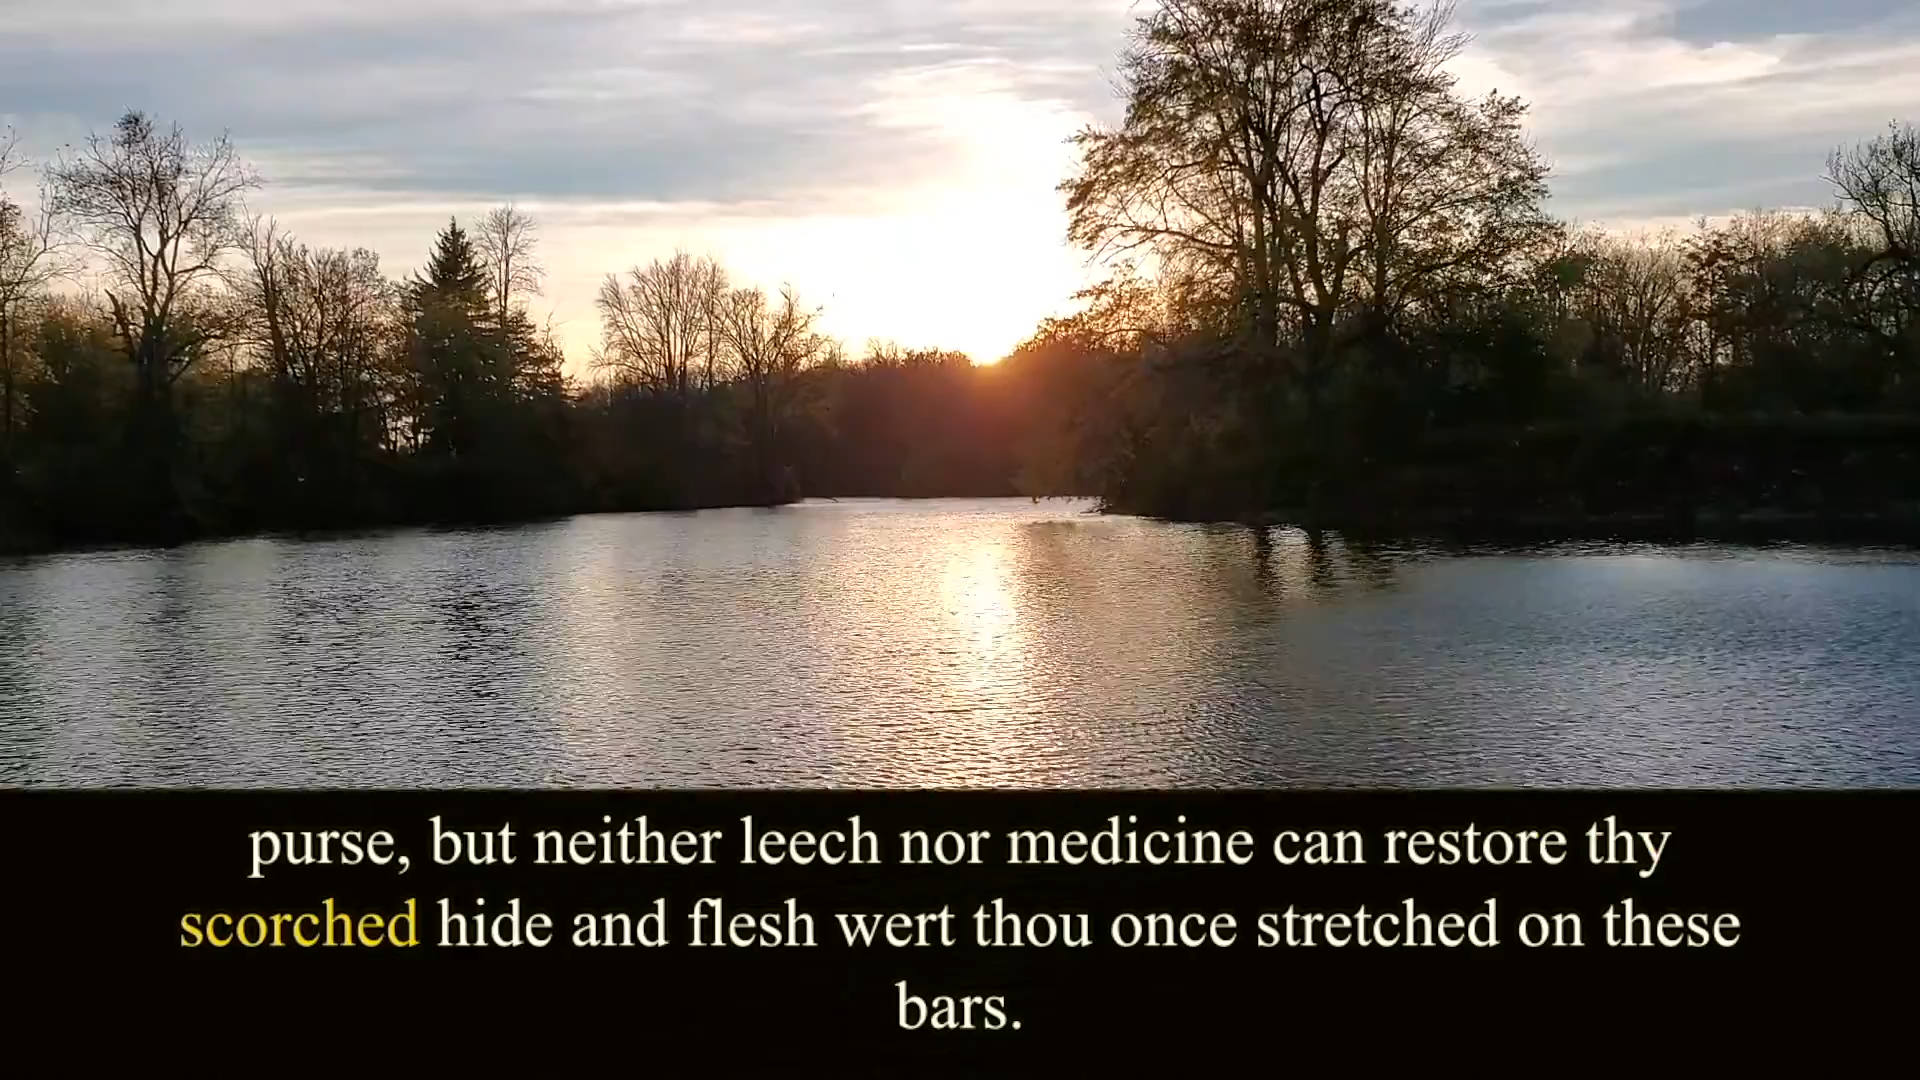 purse, but neither leech nor medicine can restore thy
scorched hide and flesh wert thou once stretched on these
bars.